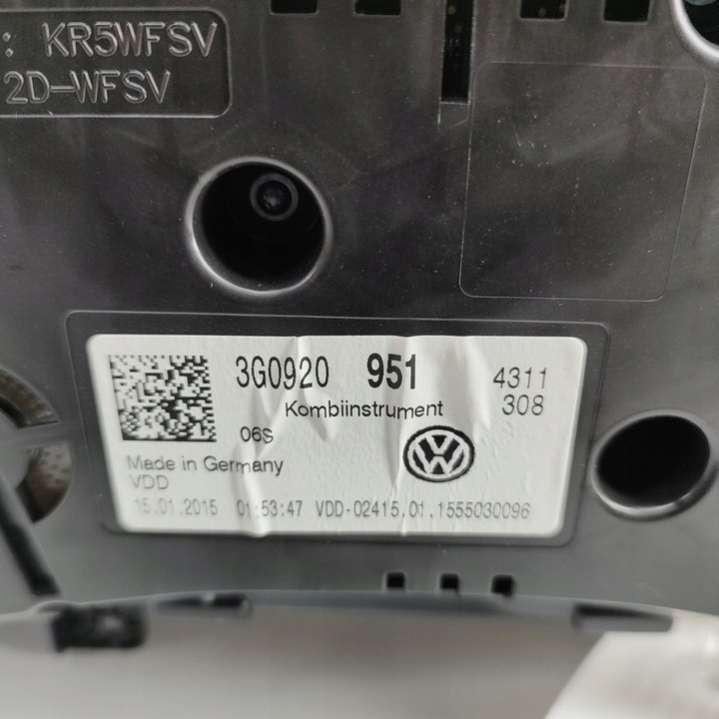 : KR5WFSV
2D-WFSV
3G0920 951 4311
Kombiinstrument 308
06S
Made in Germany
VDD
15.01.2015 01:53:47 VDD-02415.01.1555030096